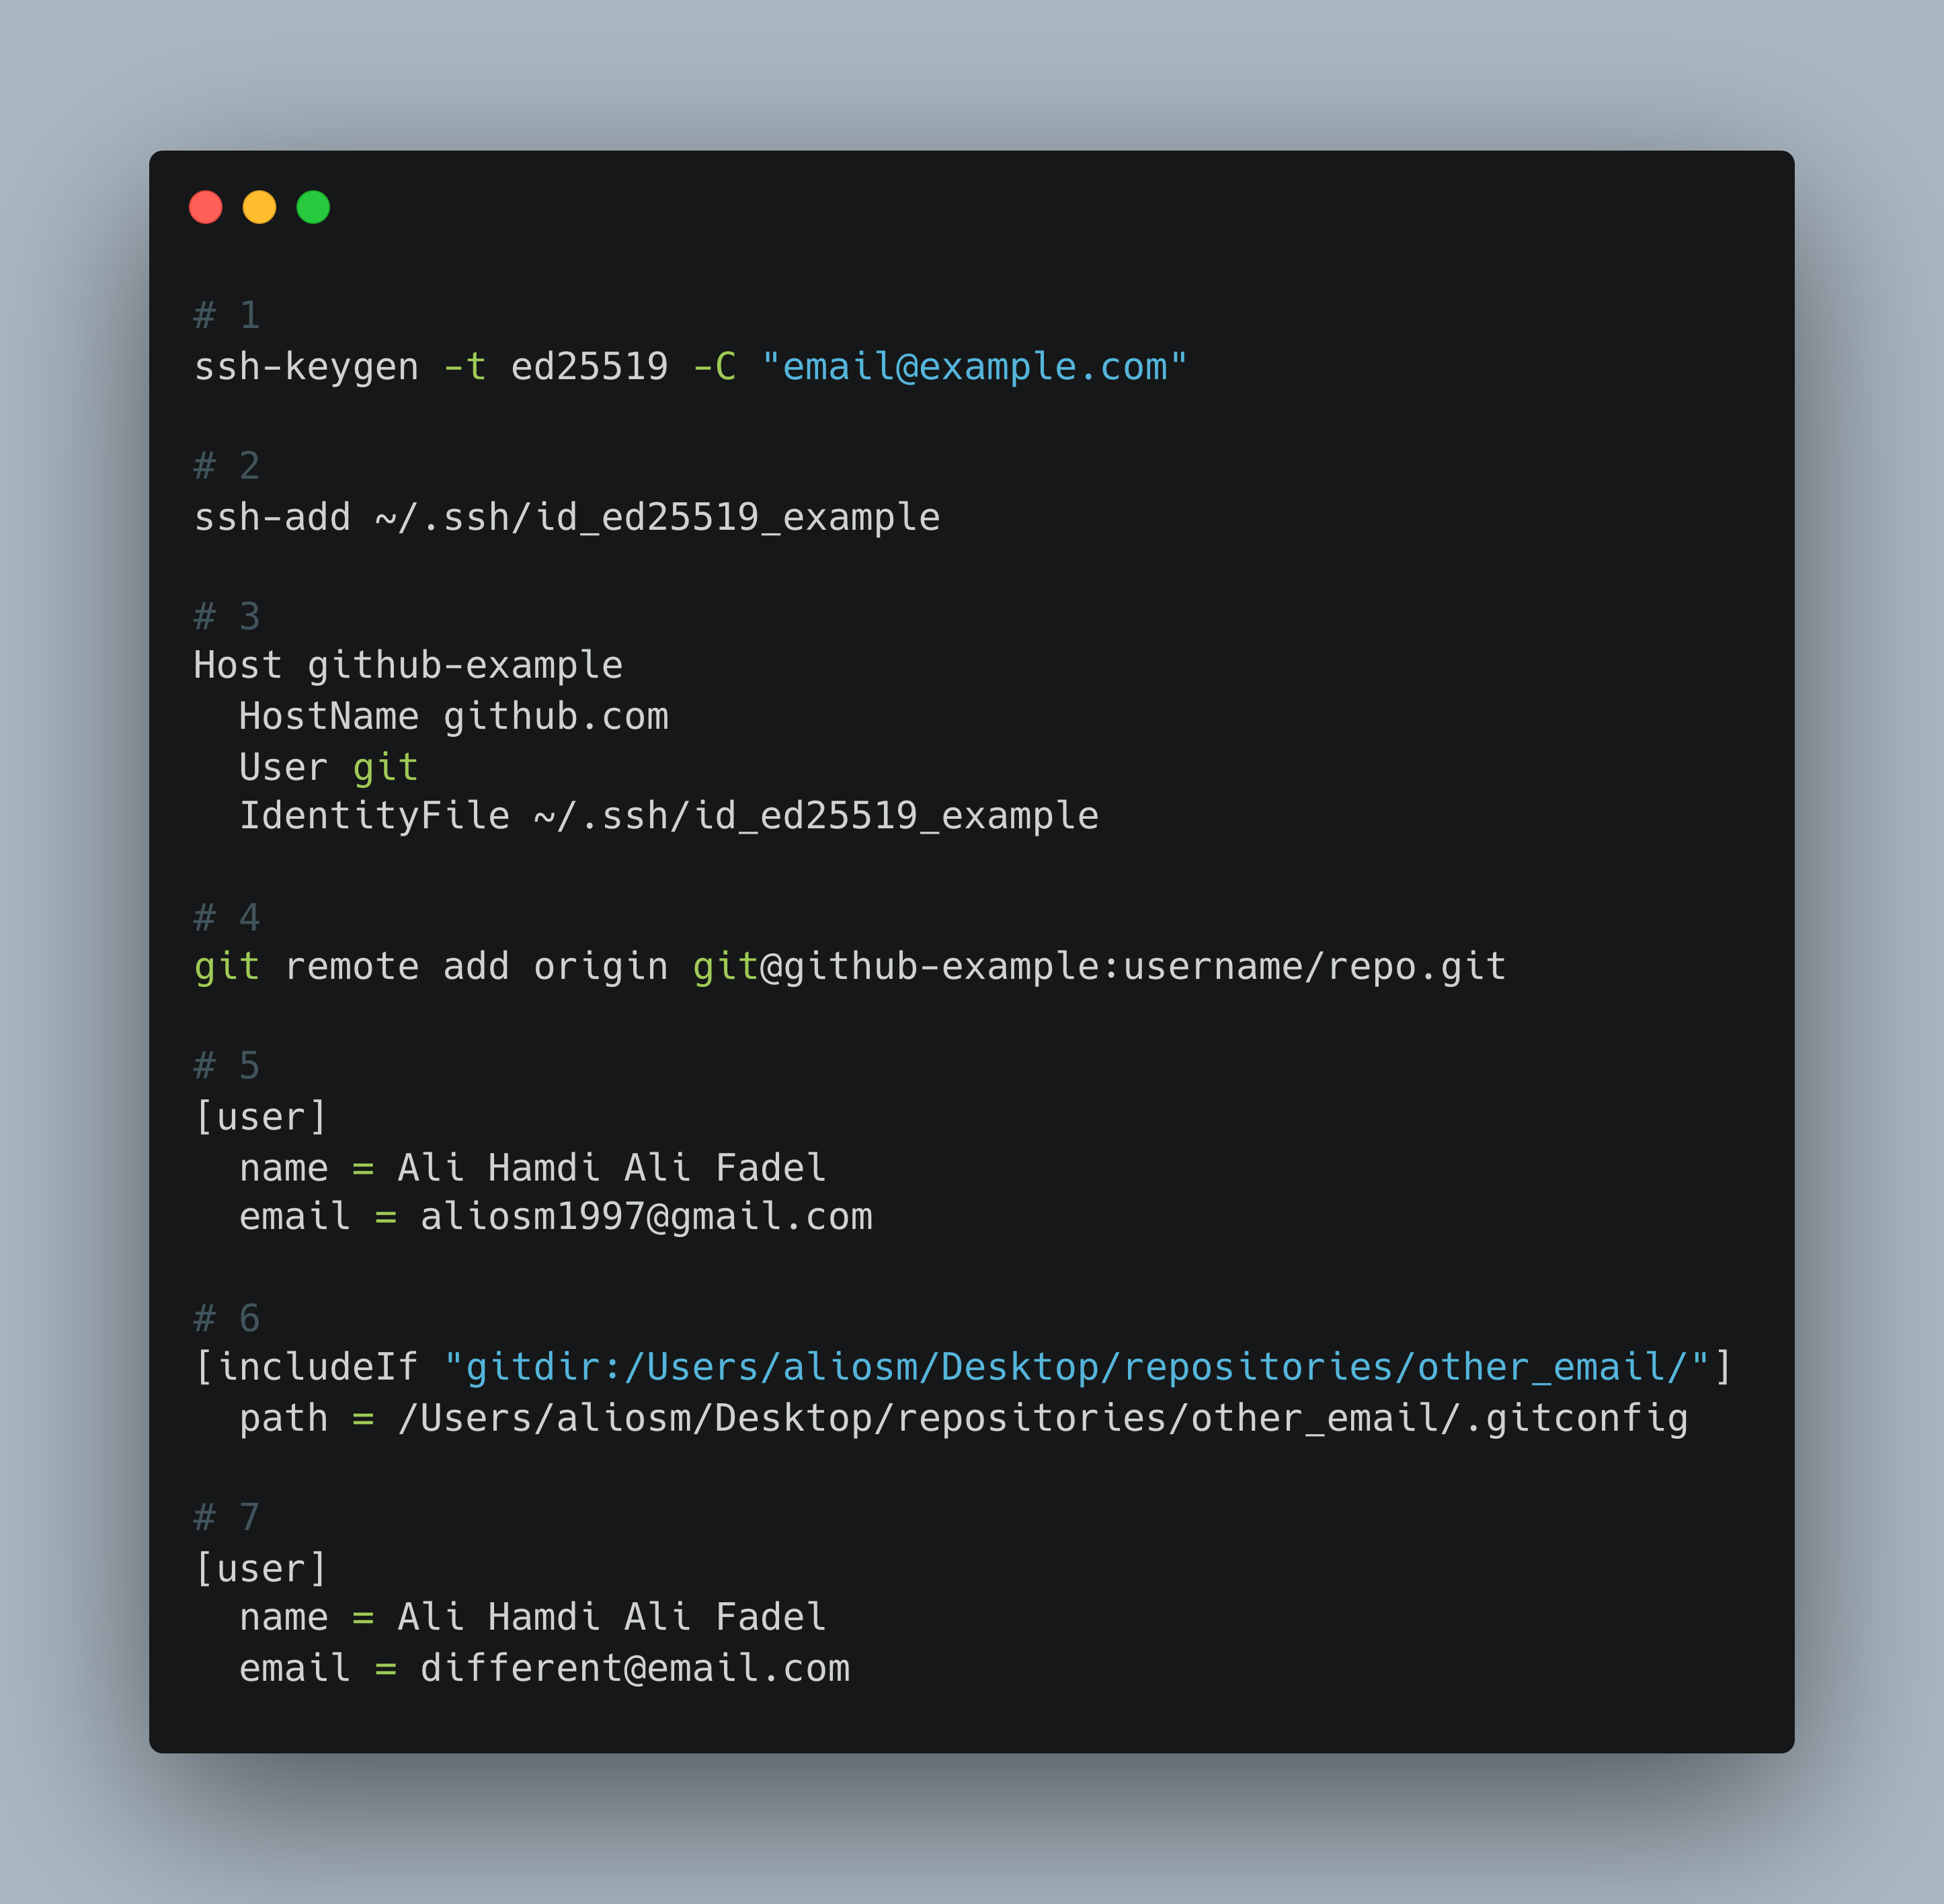 # 1
ssh-keygen -t ed25519 -C "email@example.com"
# 2
ssh-add ~/.ssh/id_ed25519_example
# 3
Host github-example
  HostName github.com
  User git
  IdentityFile ~/.ssh/id_ed25519_example
# 4
git remote add origin git@github-example:username/repo.git
# 5
[user]
  name = Ali Hamdi Ali Fadel
  email = aliosm1997@gmail.com
# 6
[includeIf "gitdir:/Users/aliosm/Desktop/repositories/other_email/"]
  path = /Users/aliosm/Desktop/repositories/other_email/.gitconfig
# 7
[user]
  name = Ali Hamdi Ali Fadel
  email = different@email.com